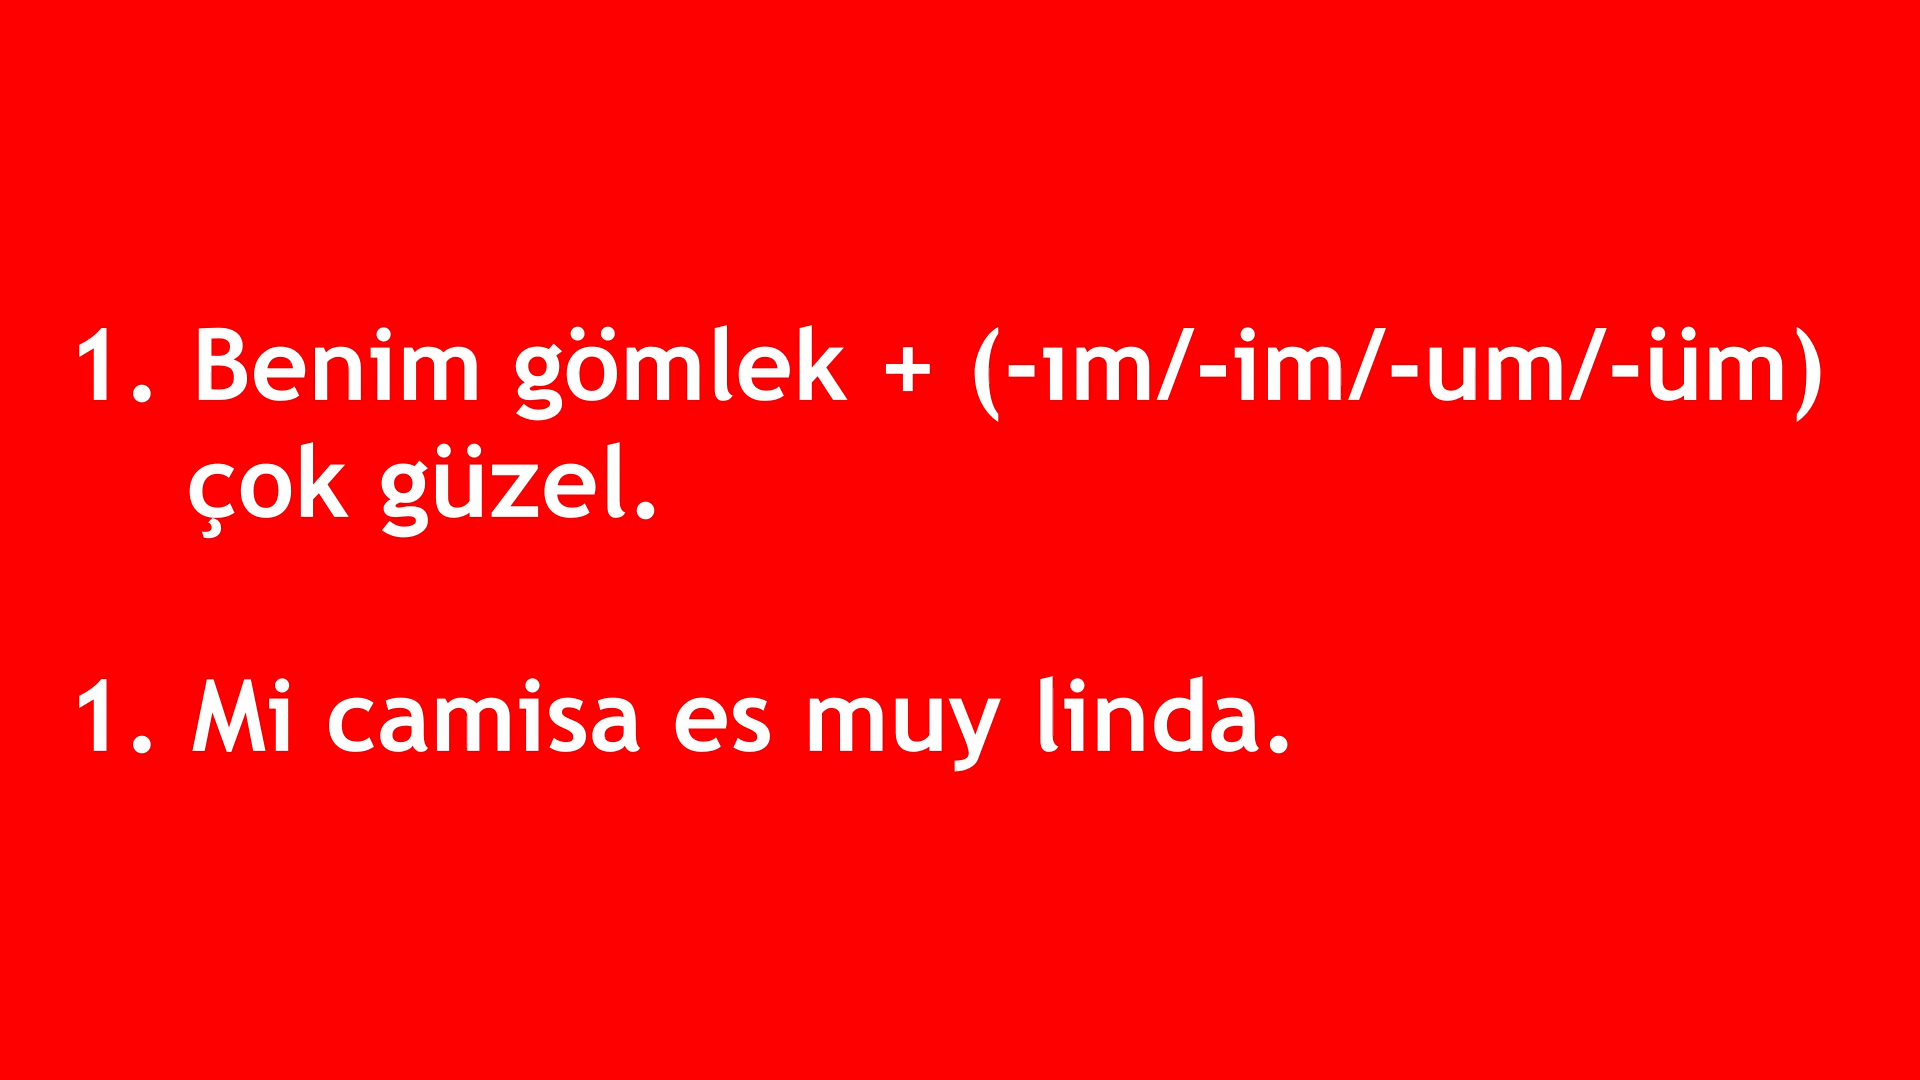 1. Benim gömlek + (-ım/-im/-um/-üm)
çok güzel.
1. Mi camisa es muy linda.